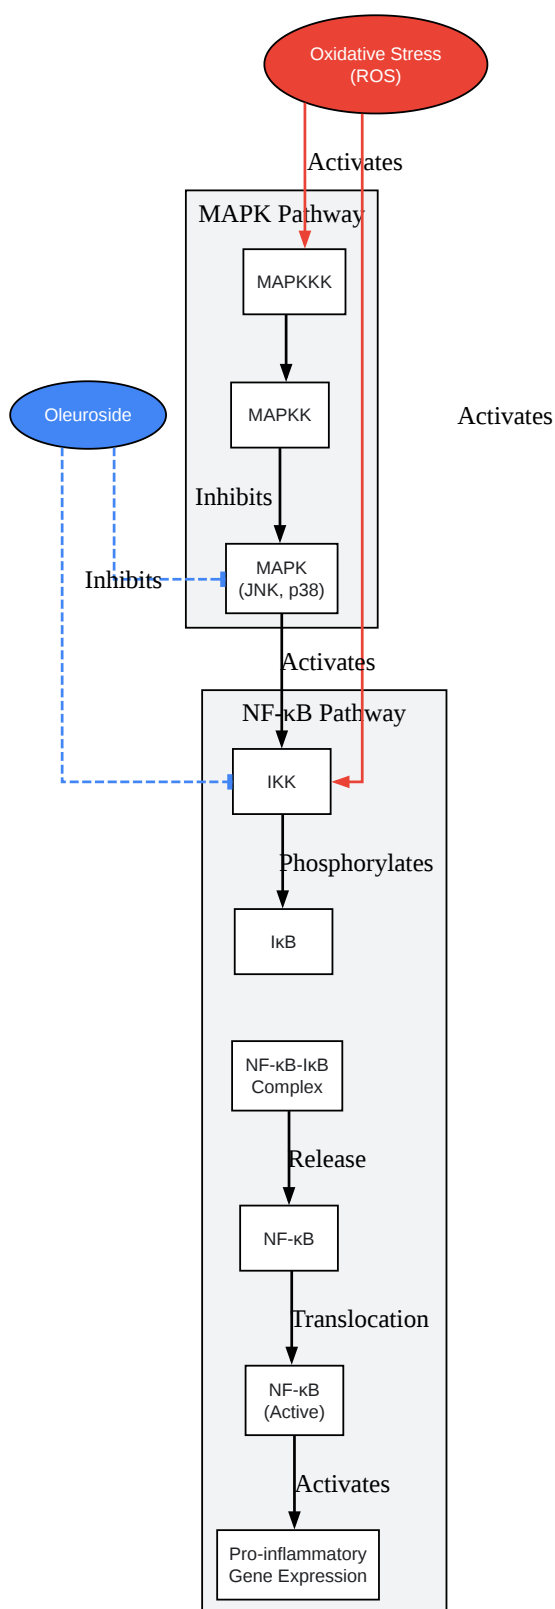 Oxidative Stress
(ROS)
Activates
MAPK Pathway
MAPKKK
MAPKK
Oleuroside
Activates
Inhibits
MAPK
(JNK, p38)
Inhibits
Activates
NF-κB Pathway
IKK
Phosphorylates
IκB
NF-κB-IκB
Complex
Release
NF-κB
Translocation
NF-κB
(Active)
Activates
Pro-inflammatory
Gene Expression